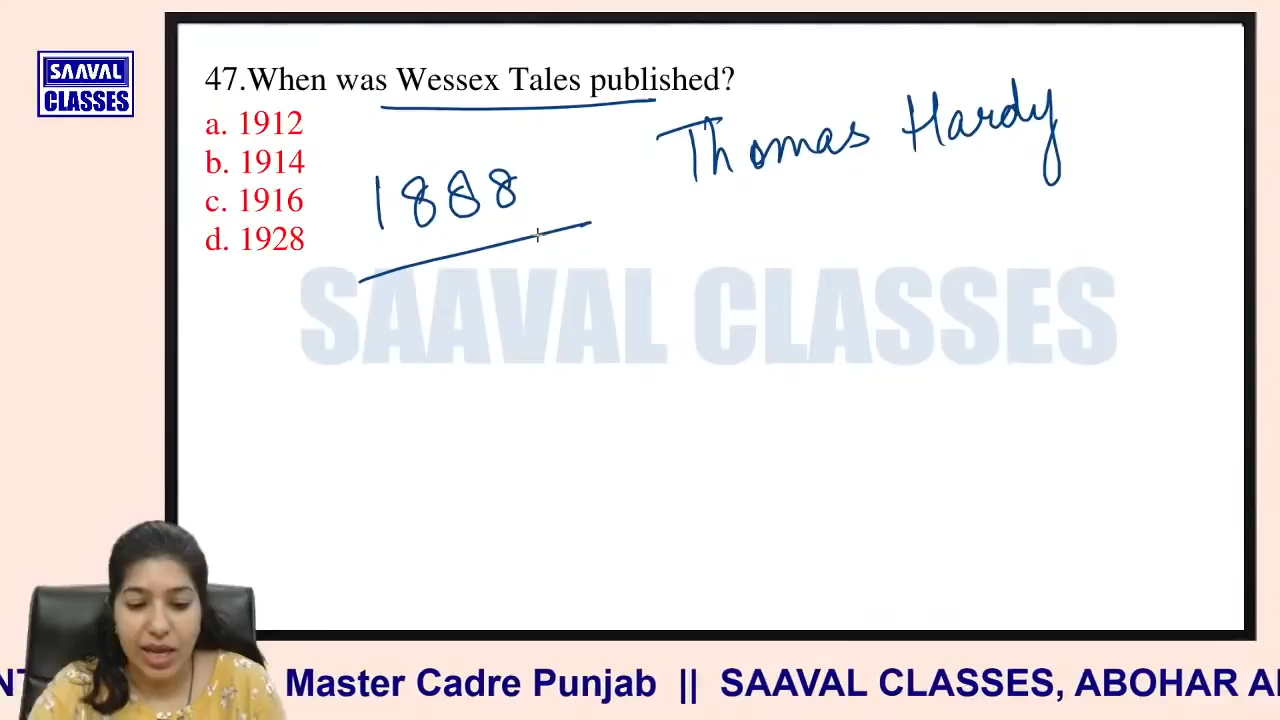 SAAVAL
CLASSES
47.When was Wessex Tales published?
a. 1912
b. 1914
c. 1916
d. 1928
Thomas Hardy
1888
SAAVAL CLASSES
Master Cadre Punjab || SAAVAL CLASSES, ABOHAR